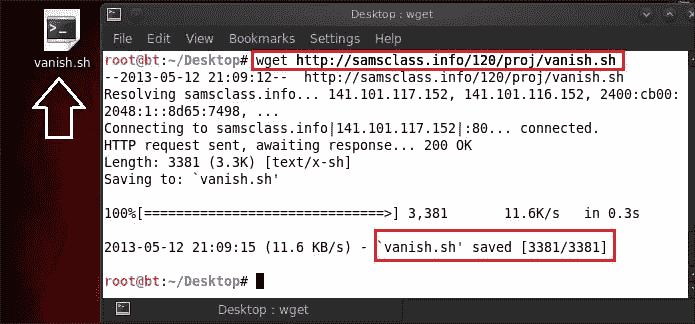 vanish.sh
Desktop : wget
File Edit View Bookmarks Settings Help
root@bt:~/Desktop# wget http://samsclass.info/120/proj/vanish.sh
--2013-05-12 21:09:12-- http://samsclass.info/120/proj/vanish.sh
Resolving samsclass.info... 141.101.117.152, 141.101.116.152, 2400:cb00:
2048:1::8d65:7498, ...
Connecting to samsclass.info|141.101.117.152|:80... connected.
HTTP request sent, awaiting response... 200 OK
Length: 3381 (3.3K) [text/x-sh]
Saving to: `vanish.sh'
100%[==============================>] 3,381 11.6K/s in 0.3s
2013-05-12 21:09:15 (11.6 KB/s) - `vanish.sh' saved [3381/3381]
root@bt:~/Desktop#
Desktop : wget